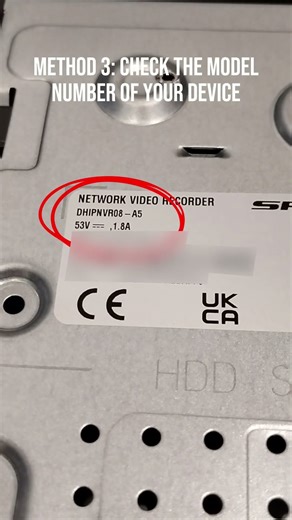 METHOD 3: CHECK THE MODEL
NUMBER OF YOUR DEVICE
NETWORK VIDEO RECORDER
DHIPNVR08-A5
53V ⎓ ,1.8A
CE
UK
CA
HDD